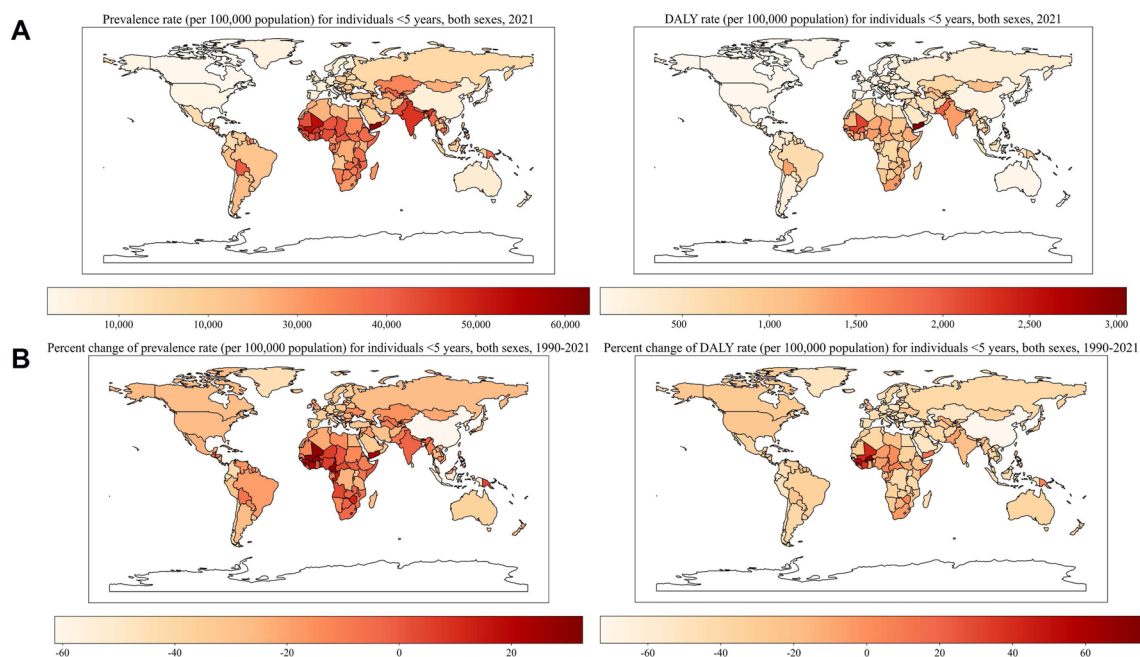 A
Prevalence rate (per 100,000 population) for individuals <5 years, both sexes, 2021
DALY rate (per 100,000 population) for individuals <5 years, both sexes, 2021
10,000 10,000 30,000 40,000 60,000
500 1,000 1,500 2,000 2,500 3,000
B
Percent change of prevalence rate (per 100,000 population) for individuals <5 years, both sexes, 1990-2021
Percent change of DALY rate (per 100,000 population) for individuals <5 years, both sexes, 1990-2021
-60 -40 -20 0 20
-60 -40 -20 0 20 40 60